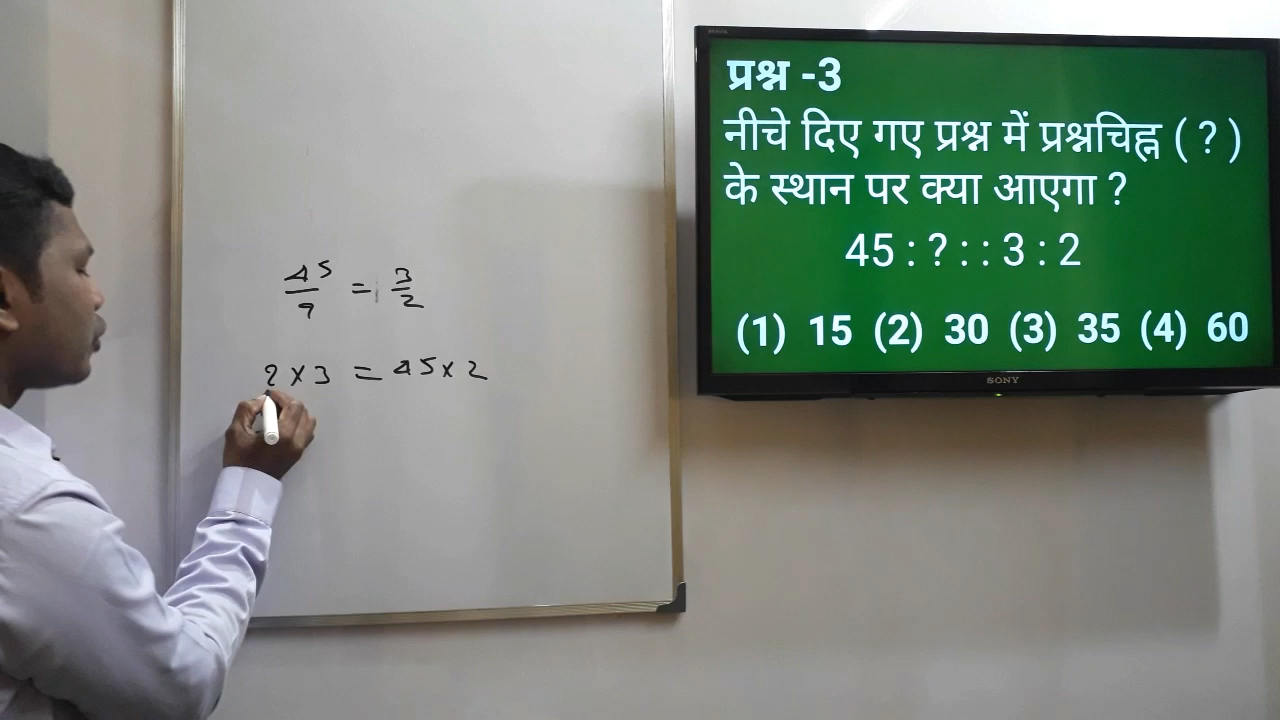 प्रश्न -3
नीचे दिए गए प्रश्न में प्रश्नचिह्न ( ? )
के स्थान पर क्या आएगा ?
45 : ? : : 3 : 2
(1) 15 (2) 30 (3) 35 (4) 60
SONY
45/? = 3/2
? × 3 = 45 × 2